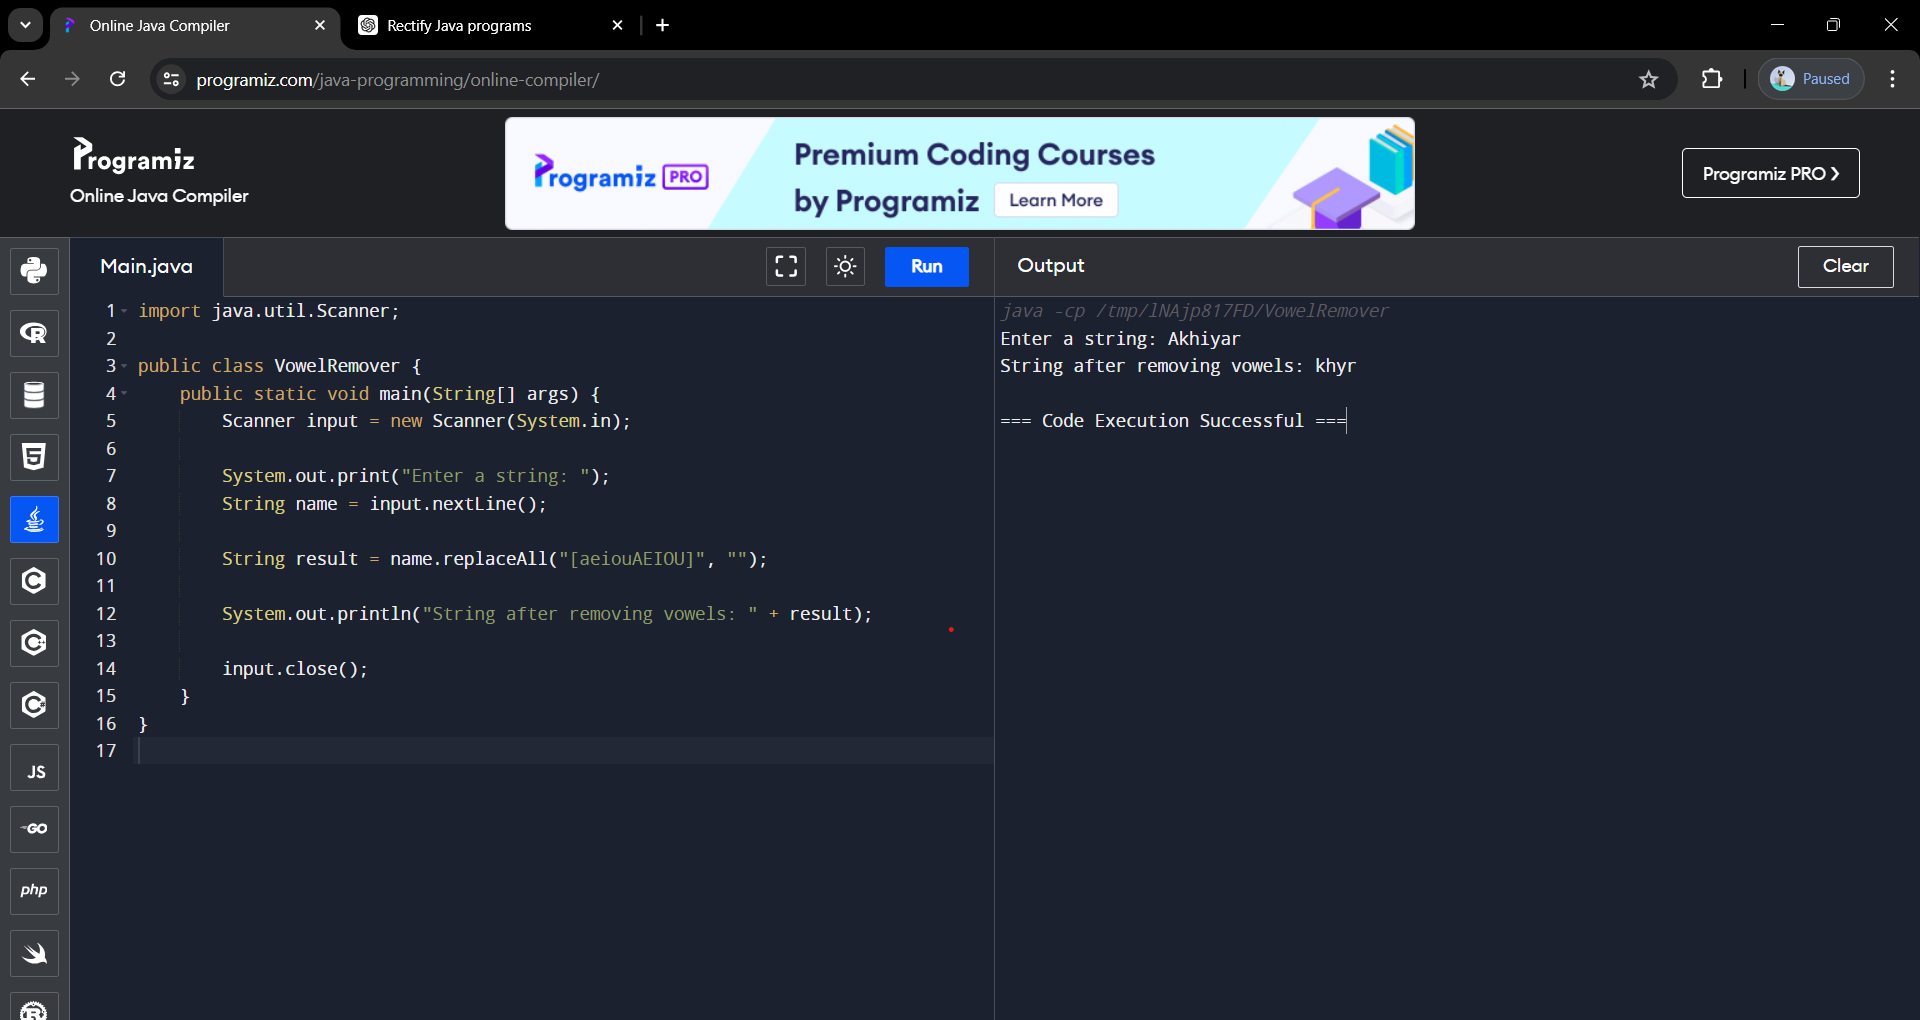 Online Java Compiler
Rectify Java programs
programiz.com/java-programming/online-compiler/
Paused
Programiz
Online Java Compiler
Programiz PRO
Premium Coding Courses
by Programiz
Learn More
Programiz PRO
Main.java
Run
Output
Clear
1 import java.util.Scanner;
2
3 public class VowelRemover {
4 public static void main(String[] args) {
5 Scanner input = new Scanner(System.in);
6
7 System.out.print("Enter a string: ");
8 String name = input.nextLine();
9
10 String result = name.replaceAll("[aeiouAEIOU]", "");
11
12 System.out.println("String after removing vowels: " + result);
13
14 input.close();
15 }
16 }
17
java -cp /tmp/lNAjp817FD/VowelRemover
Enter a string: Akhiyar
String after removing vowels: khyr
=== Code Execution Successful ===
R
5
C
C
C
JS
GO
php
R